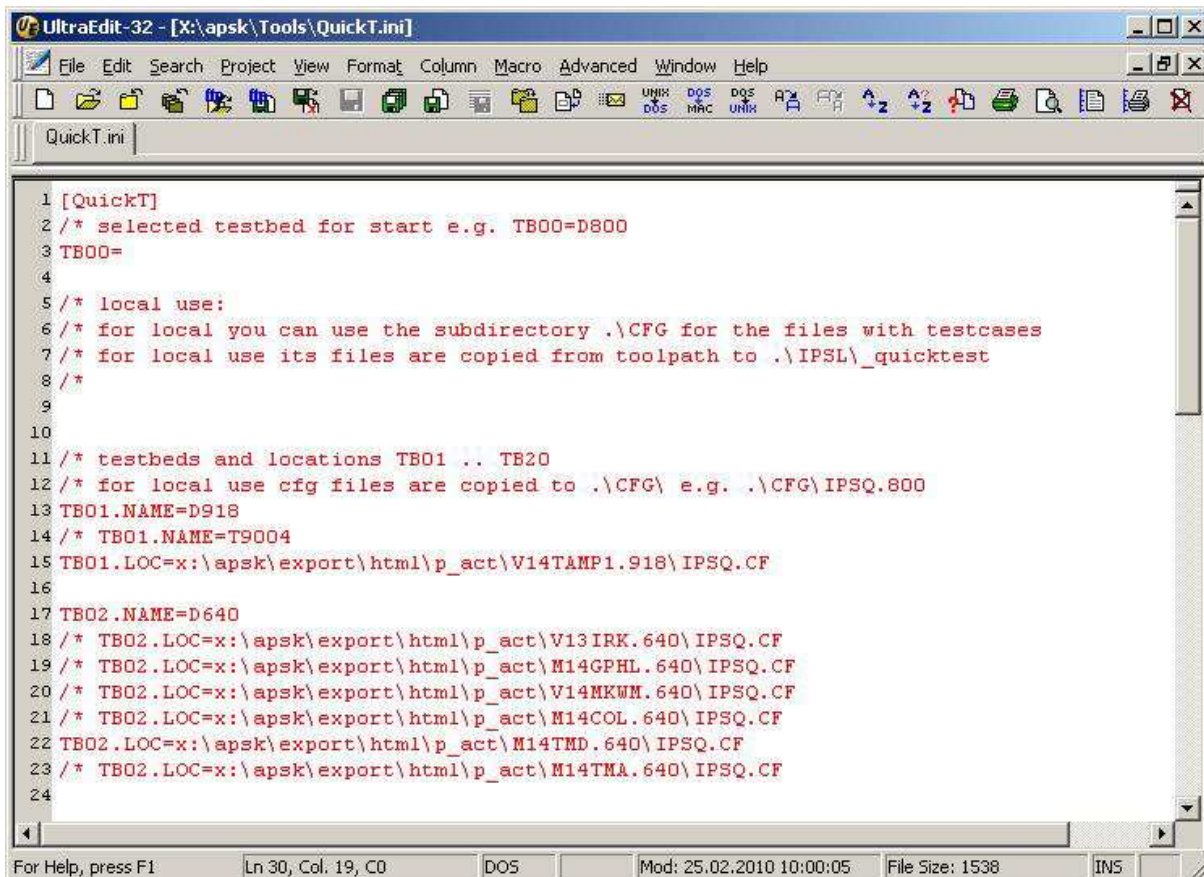 UltraEdit-32 - [X:\apsk\Tools\QuickT.ini]
File Edit Search Project View Format Column Macro Advanced Window Help
UNIX DOS DOS MAC DOS UNIX
QuickT.ini
1 [QuickT]
2 /* selected testbed for start e.g. TB00=D800
3 TB00=
4
5 /* local use:
6 /* for local you can use the subdirectory .\CFG for the files with testcases
7 /* for local use its files are copied from toolpath to .\IPSL\_quicktest
8 /*
9
10
11 /* testbeds and locations TB01 .. TB20
12 /* for local use cfg files are copied to .\CFG\ e.g. .\CFG\IPSQ.800
13 TB01.NAME=D918
14 /* TB01.NAME=T9004
15 TB01.LOC=x:\apsk\export\html\p_act\V14TAMP1.918\IPSQ.CF
16
17 TB02.NAME=D640
18 /* TB02.LOC=x:\apsk\export\html\p_act\V13IRK.640\IPSQ.CF
19 /* TB02.LOC=x:\apsk\export\html\p_act\M14GPHL.640\IPSQ.CF
20 /* TB02.LOC=x:\apsk\export\html\p_act\V14MKWM.640\IPSQ.CF
21 /* TB02.LOC=x:\apsk\export\html\p_act\M14COL.640\IPSQ.CF
22 TB02.LOC=x:\apsk\export\html\p_act\M14TMD.640\IPSQ.CF
23 /* TB02.LOC=x:\apsk\export\html\p_act\M14TMA.640\IPSQ.CF
24
For Help, press F1 Ln 30, Col. 19, C0 DOS Mod: 25.02.2010 10:00:05 File Size: 1538 INS